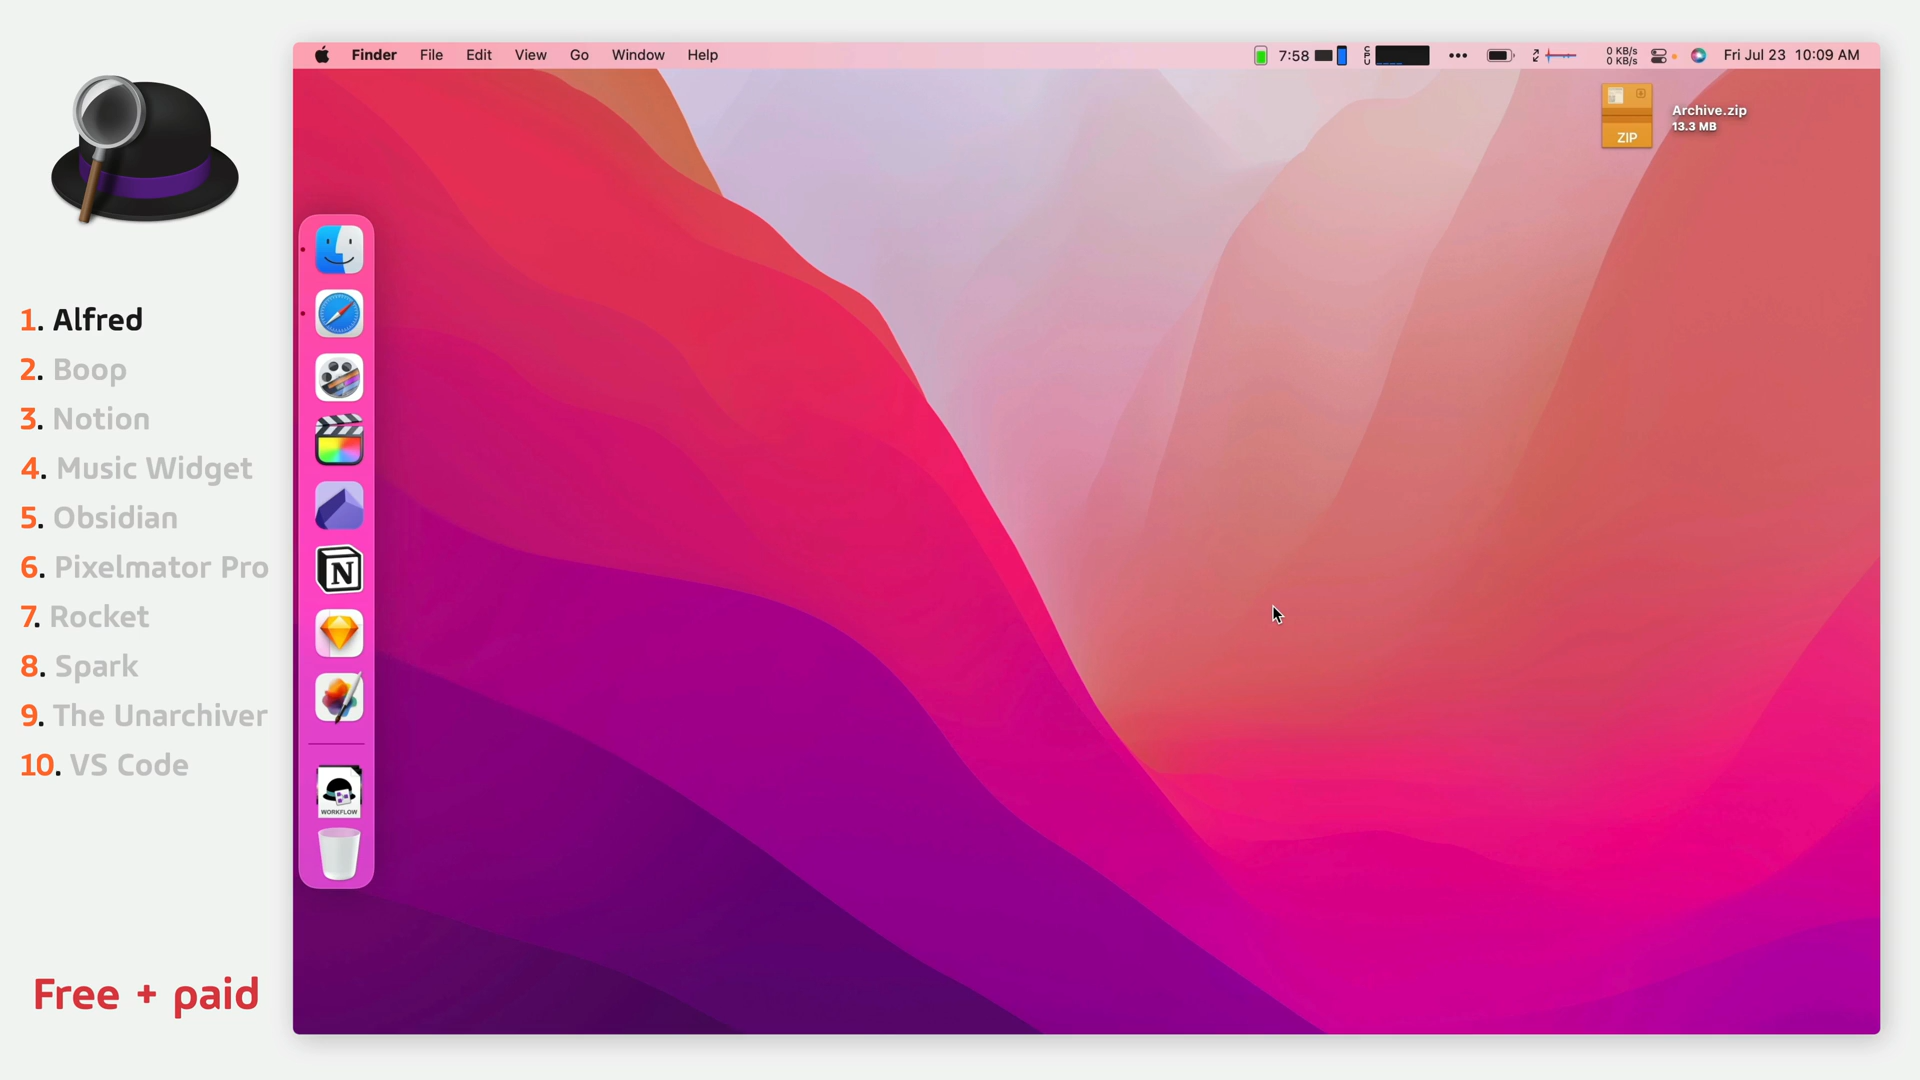 Finder File Edit View Go Window Help 7:58 CPU 0 KB/s 0 KB/s Fri Jul 23 10:09 AM
Archive.zip
13.3 MB
ZIP
1. Alfred
2. Boop
3. Notion
4. Music Widget
5. Obsidian
6. Pixelmator Pro
7. Rocket
8. Spark
9. The Unarchiver
10. VS Code
N
WORKFLOW
Free + paid